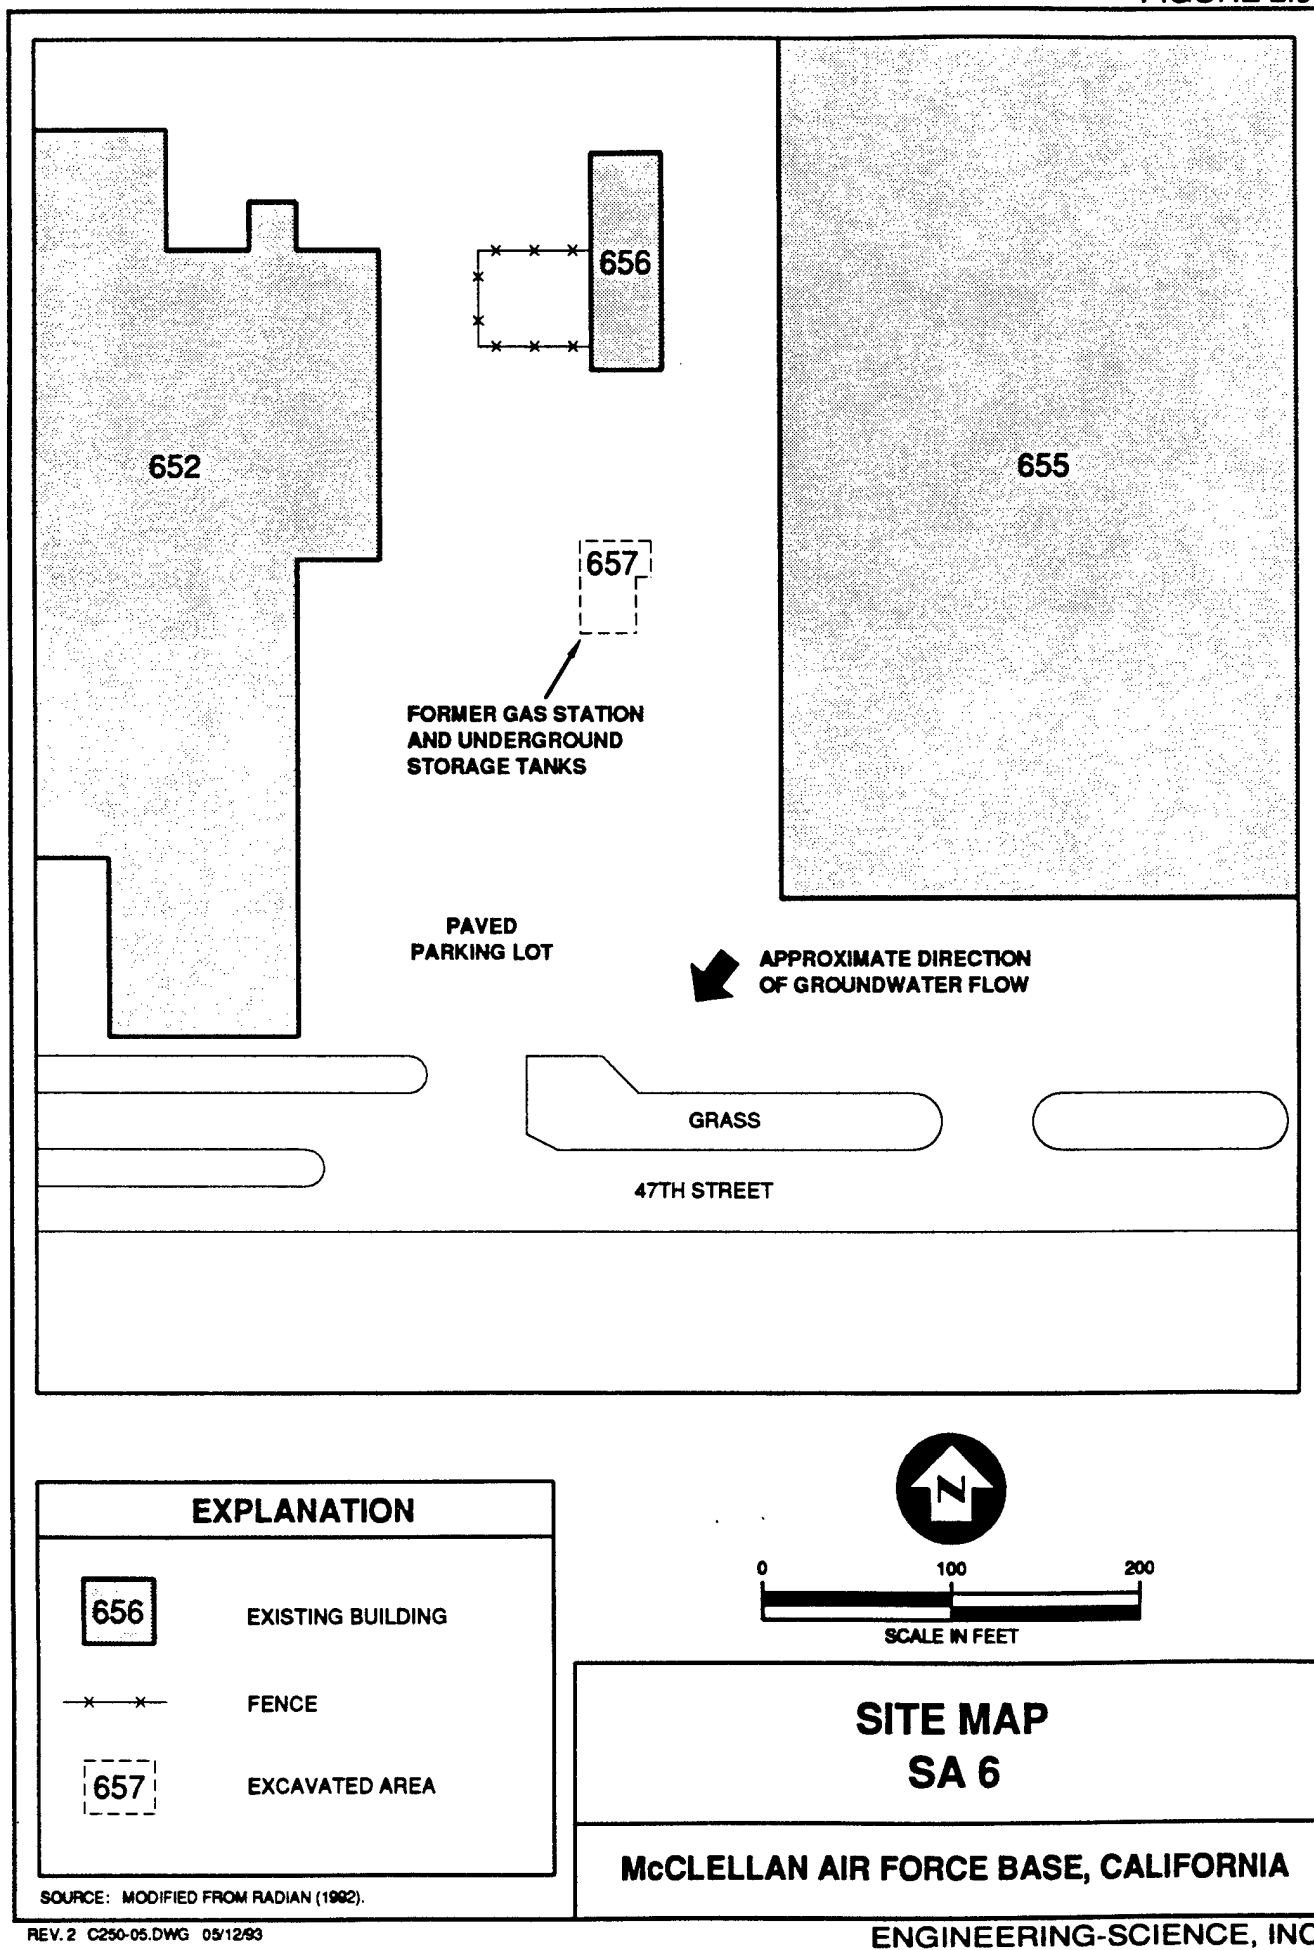 656
652
655
657
FORMER GAS STATION
AND UNDERGROUND
STORAGE TANKS
PAVED
PARKING LOT
APPROXIMATE DIRECTION
OF GROUNDWATER FLOW
GRASS
47TH STREET
N
0 100 200
SCALE IN FEET
EXPLANATION
656 EXISTING BUILDING
FENCE
657 EXCAVATED AREA
SITE MAP
SA 6
McCLELLAN AIR FORCE BASE, CALIFORNIA
SOURCE: MODIFIED FROM RADIAN (1992).
REV. 2 C250-05.DWG 05/12/93
ENGINEERING-SCIENCE, INC